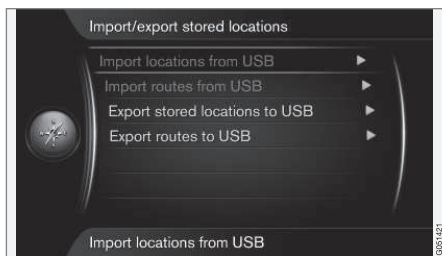 Import/export stored locations
Import locations from USB
Import routes from USB
Export stored locations to USB
Export routes to USB
Import locations from USB
G051421